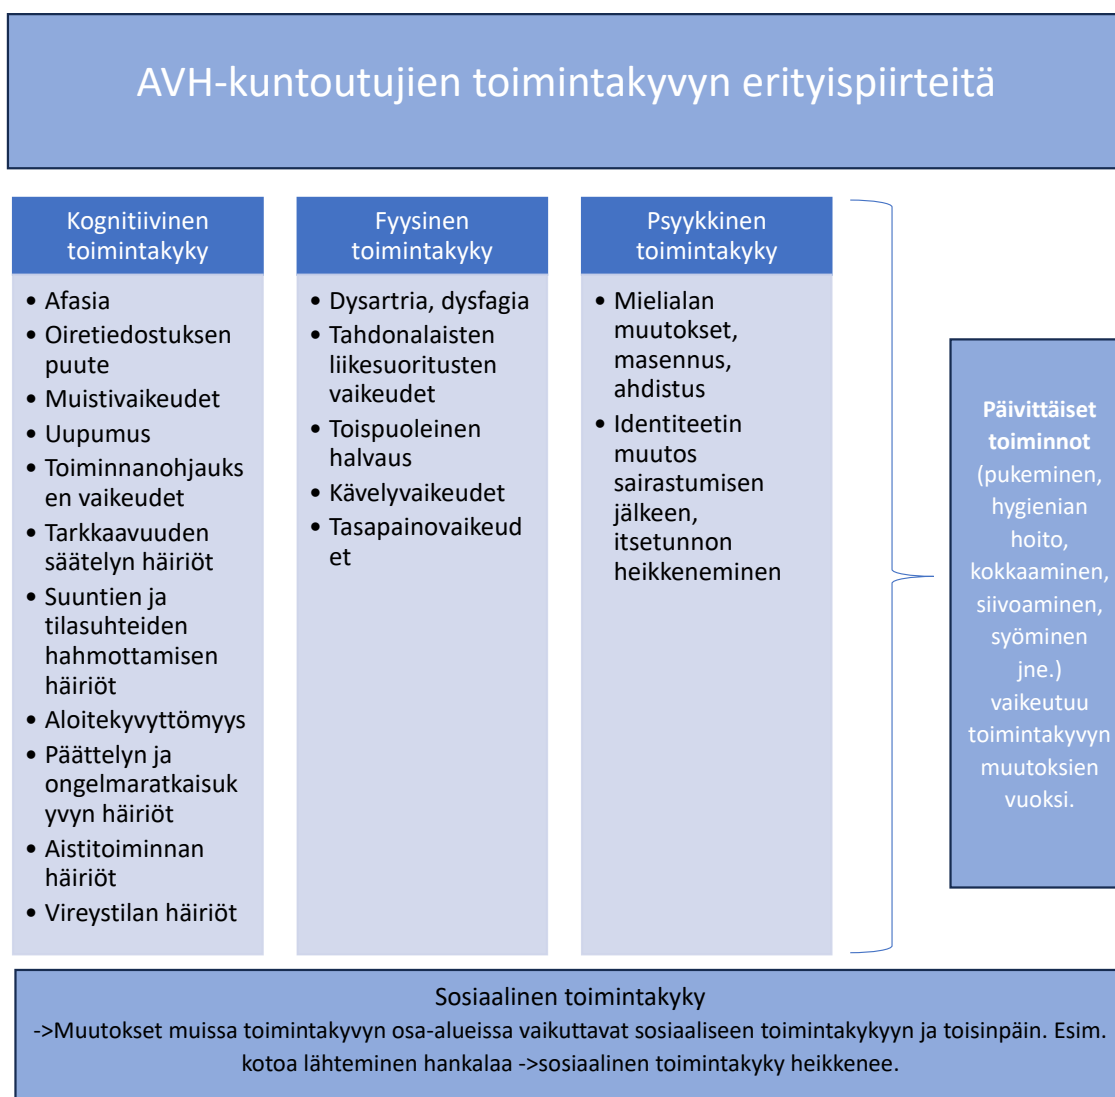 AVH-kuntoutujien toimintakyvyn erityispiirteitä
Kognitiivinen
toimintakyky
• Afasia
• Oiretiedostuksen
puute
• Muistivaikeudet
• Uupumus
• Toiminnanohjauks
en vaikeudet
• Tarkkaavuuden
säätelyn häiriöt
• Suuntien ja
tilasuhteiden
hahmottamisen
häiriöt
• Aloitekyvyttömyys
• Päättelyn ja
ongelmaratkaisuk
yvyn häiriöt
• Aistitoiminnan
häiriöt
• Vireystilan häiriöt
Fyysinen
toimintakyky
• Dysartria, dysfagia
• Tahdonalaisten
liikesuoritusten
vaikeudet
• Toispuoleinen
halvaus
• Kävelyvaikeudet
• Tasapainovaikeud
et
Psyykkinen
toimintakyky
• Mielialan
muutokset,
masennus,
ahdistus
• Identiteetin
muutos
sairastumisen
jälkeen,
itsetunnon
heikkeneminen
Päivittäiset
toiminnot
(pukeminen,
hygienian
hoito,
kokkaaminen,
siivoaminen,
syöminen
jne.)
vaikeutuu
toimintakyvyn
muutoksien
vuoksi.
Sosiaalinen toimintakyky
->Muutokset muissa toimintakyvyn osa-alueissa vaikuttavat sosiaaliseen toimintakykyyn ja toisinpäin. Esim.
kotoa lähteminen hankalaa ->sosiaalinen toimintakyky heikkenee.